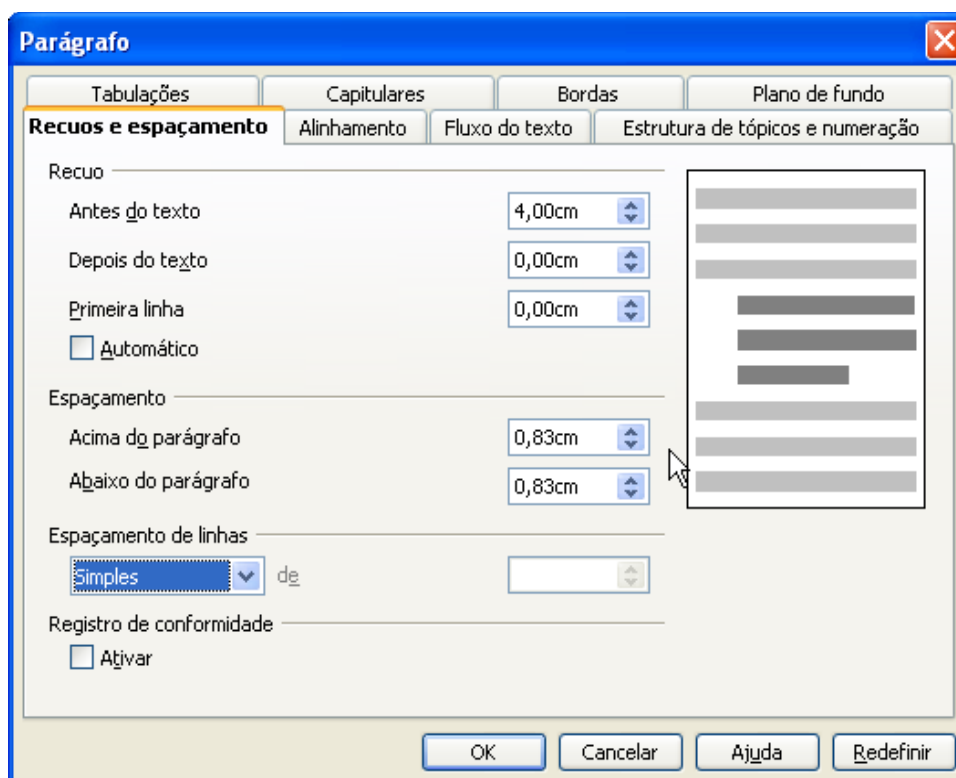 Parágrafo
Tabulações Capitulares Bordas Plano de fundo
Recuos e espaçamento Alinhamento Fluxo do texto Estrutura de tópicos e numeração
Recuo
Antes do texto 4,00cm
Depois do texto 0,00cm
Primeira linha 0,00cm
Automático
Espaçamento
Acima do parágrafo 0,83cm
Abaixo do parágrafo 0,83cm
Espaçamento de linhas
Simples de
Registro de conformidade
Ativar
OK Cancelar Ajuda Redefinir